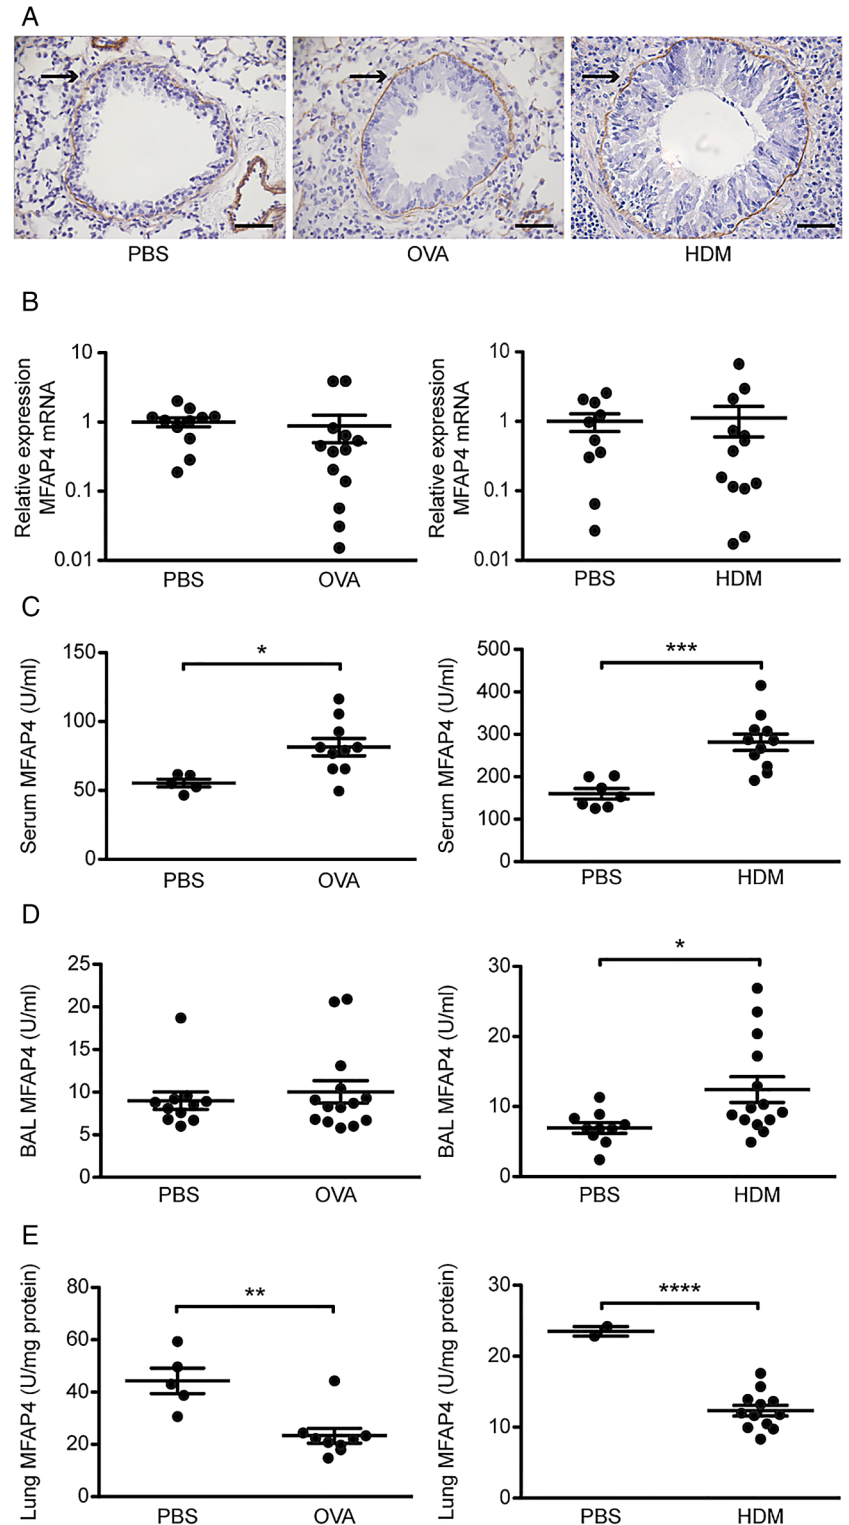 A
PBS OVA HDM
B
Relative expression
MFAP4 mRNA
10
1
0.1
0.01
PBS OVA
Relative expression
MFAP4 mRNA
10
1
0.1
0.01
PBS HDM
C
Serum MFAP4 (U/ml)
150
100
50
0
*
PBS OVA
Serum MFAP4 (U/ml)
500
400
300
200
100
0
***
PBS HDM
D
BAL MFAP4 (U/ml)
25
20
15
10
5
0
PBS OVA
BAL MFAP4 (U/ml)
30
20
10
0
*
PBS HDM
E
Lung MFAP4 (U/mg protein)
80
60
40
20
0
**
PBS OVA
Lung MFAP4 (U/mg protein)
30
20
10
0
****
PBS HDM